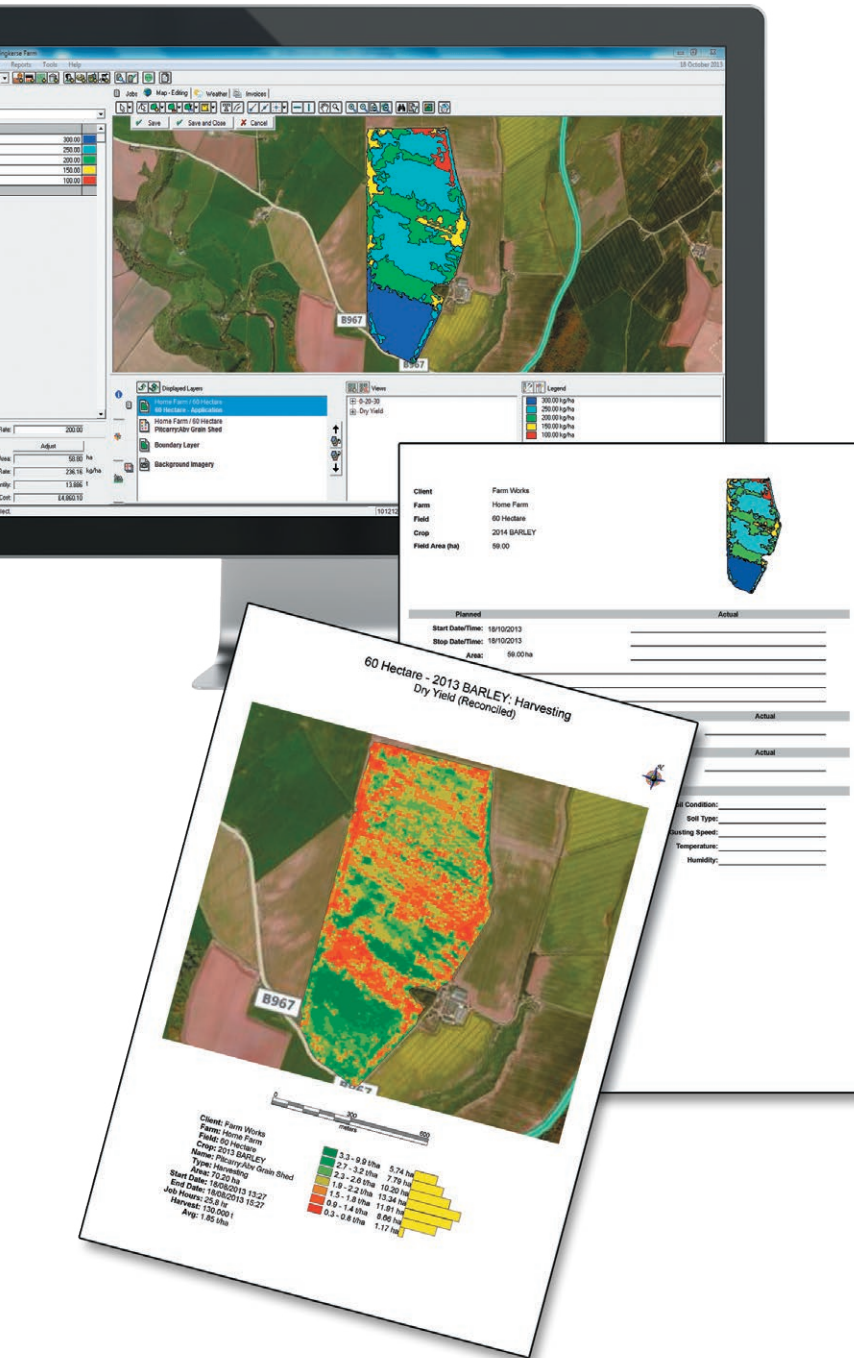 ingkerse Farm
Reports Tools Help
18 October 2013
Jobs Map - Editing Weather Invoices
Save Save and Close Cancel
300.00
250.00
200.00
150.00
100.00
B967
B967
Displayed Layers
Home Farm / 60 Hectare
60 Hectare - Application
Home Farm / 60 Hectare
Pitcarry:Abv Grain Shed
Boundary Layer
Background Imagery
Views
0-20-30
Dry Yield
Legend
300.00 kg/ha
250.00 kg/ha
200.00 kg/ha
150.00 kg/ha
100.00 kg/ha
Rate: 200.00
Adjust
Area: 58.80 ha
Rate: 236.16 kg/ha
13.886 t
Cost: £4,860.10
101212
Client Farm Works
Farm Home Farm
Field 60 Hectare
Crop 2014 BARLEY
Field Area (ha) 59.00
Planned Actual
Start Date/Time: 18/10/2013
Stop Date/Time: 18/10/2013
Area: 59.00 ha
Actual
Actual
Soil Condition:
Soil Type:
Gusting Speed:
Temperature:
Humidity:
60 Hectare - 2013 BARLEY: Harvesting
Dry Yield (Reconciled)
N
B967
B967
0 300 600
meters
Client: Farm Works
Farm: Home Farm
Field: 60 Hectare
Crop: 2013 BARLEY
Name: Pitcarry:Abv Grain Shed
Type: Harvesting
Area: 70.20 ha
Start Date: 18/08/2013 13:27
End Date: 18/08/2013 15:27
Job Hours: 25.8 hr
Harvest: 130.000 t
Avg: 1.85 t/ha
3.3 - 9.9 t/ha 5.74 ha
2.7 - 3.2 t/ha 7.79 ha
2.3 - 2.6 t/ha 10.20 ha
1.9 - 2.2 t/ha 13.34 ha
1.5 - 1.8 t/ha 11.91 ha
0.9 - 1.4 t/ha 8.66 ha
0.3 - 0.8 t/ha 1.17 ha